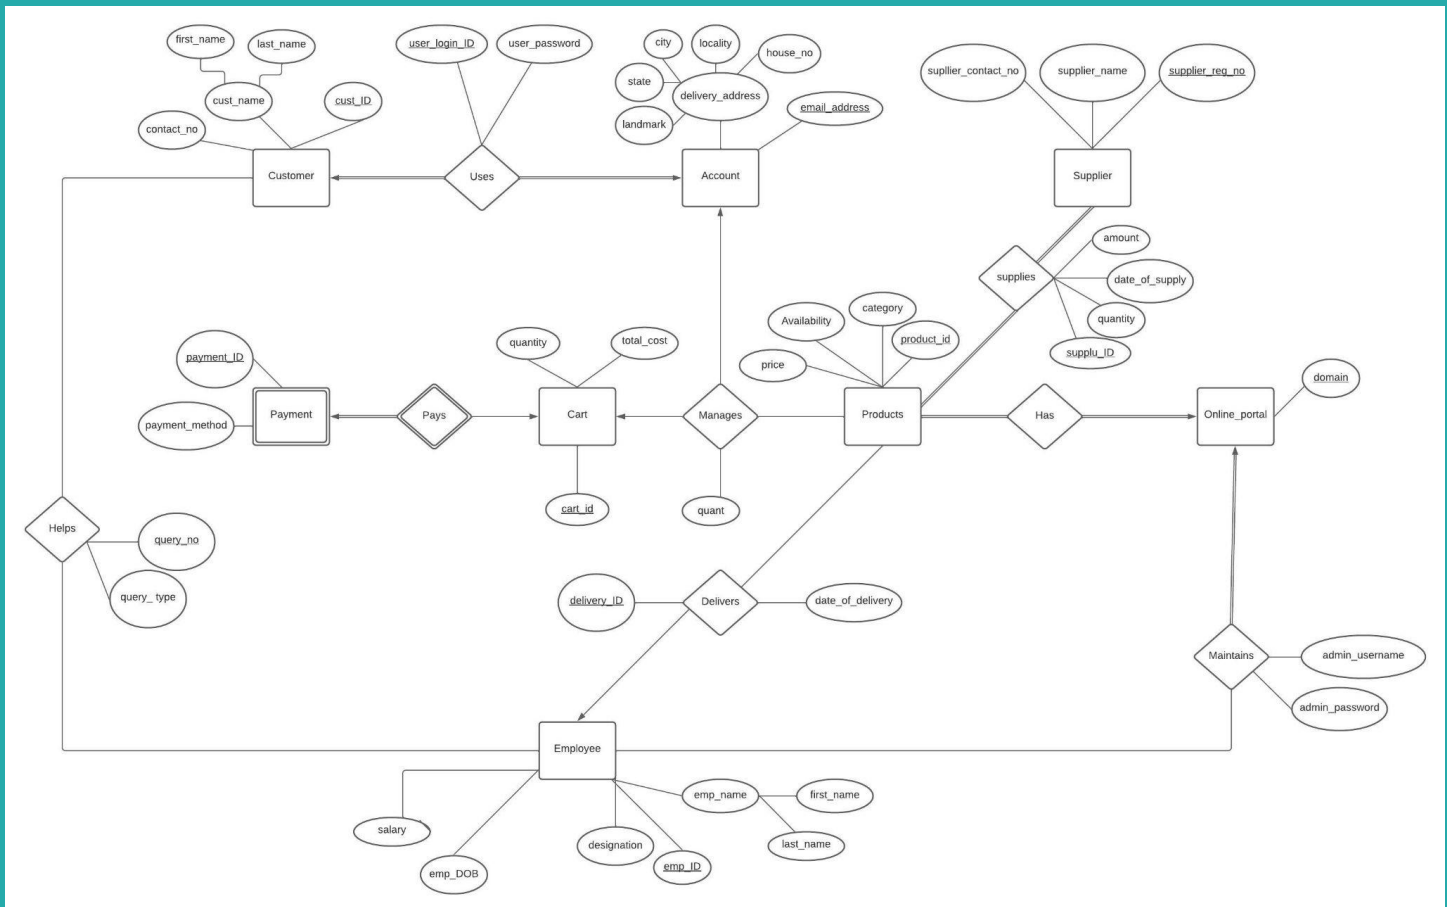 first_name
last_name
user_login_ID
user_password
city
locality
house_no
state
delivery_address
landmark
email_address
cust_name
cust_ID
contact_no
supllier_contact_no
supplier_name
supplier_reg_no
Customer
Uses
Account
Supplier
amount
supplies
date_of_supply
quantity
supplu_ID
category
Availability
product_id
price
quantity
total_cost
payment_ID
payment_method
Payment
Pays
Cart
Manages
Products
Has
Online_portal
domain
cart_id
quant
Helps
query_no
query_ type
delivery_ID
Delivers
date_of_delivery
Maintains
admin_username
admin_password
Employee
emp_name
first_name
last_name
salary
designation
emp_ID
emp_DOB